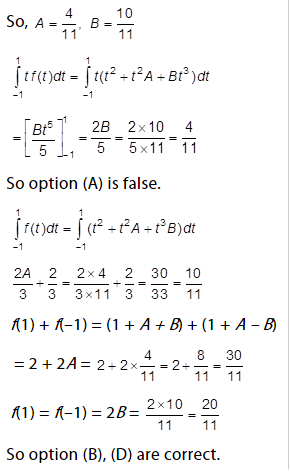 So, A = 4/11, B = 10/11
∫_{-1}^{1} t f(t)dt = ∫_{-1}^{1} t(t² + t²A + Bt³)dt
= [Bt⁵/5]_{-1}^{1} = 2B/5 = 2×10/5×11 = 4/11
So option (A) is false.
∫_{-1}^{1} f(t)dt = ∫_{-1}^{1} (t² + t²A + t³B)dt
2A/3 + 2/3 = 2×4/3×11 + 2/3 = 30/33 = 10/11
f(1) + f(−1) = (1 + A + B) + (1 + A − B)
= 2 + 2A = 2 + 2 × 4/11 = 2 + 8/11 = 30/11
f(1) = f(−1) = 2B = 2×10/11 = 20/11
So option (B), (D) are correct.